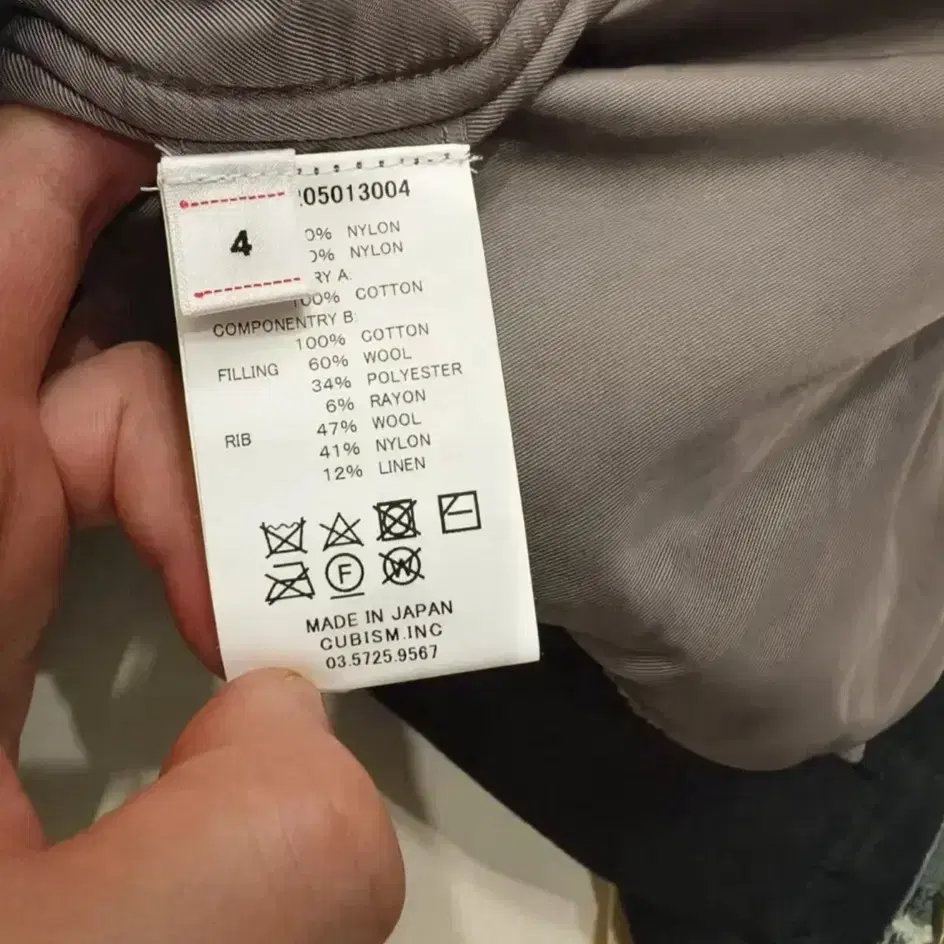 4
05013004
0% NYLON
0% NYLON
RY A:
100% COTTON
COMPONENTRY B:
100% COTTON
FILLING 60% WOOL
34% POLYESTER
6% RAYON
RIB 47% WOOL
41% NYLON
12% LINEN
F W
MADE IN JAPAN
CUBISM.INC
03.5725.9567